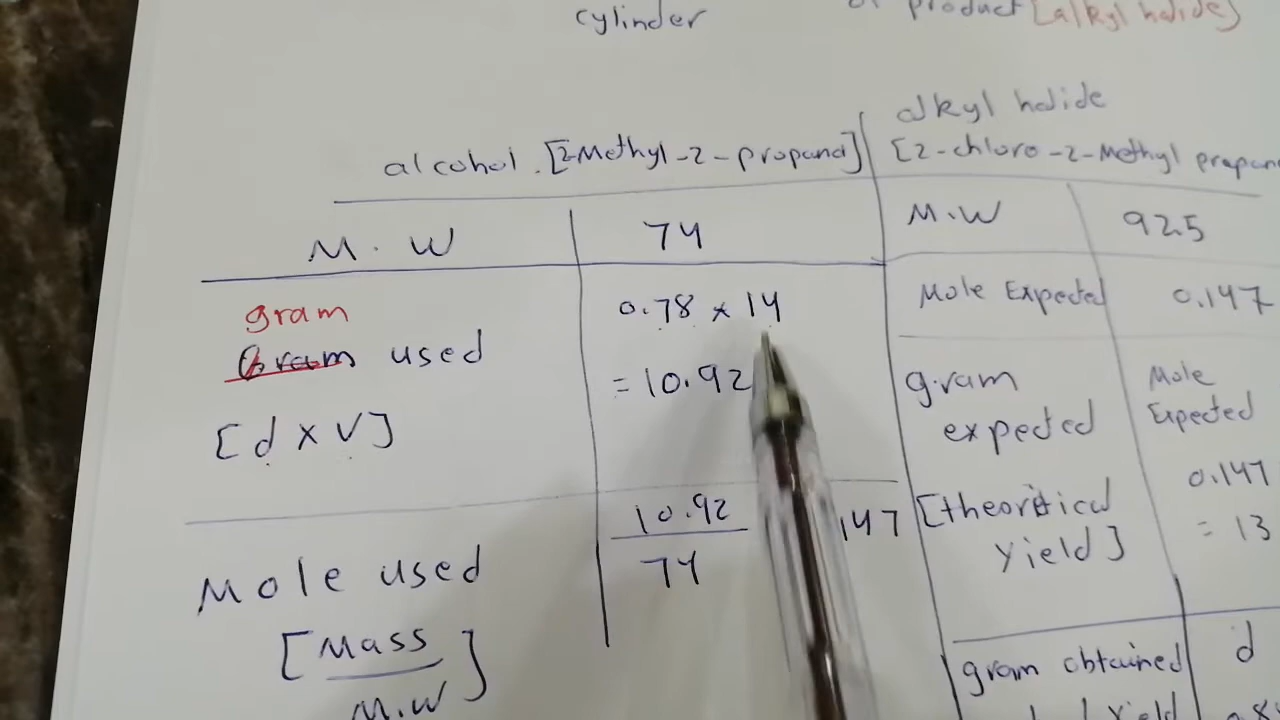 cylinder
of product [alkyl halide]
alcohol. [2-Methyl-2-propanol]
alkyl halide
[2-chloro-2-Methyl propan
M.W
74
M.W
92.5
gram
used
[d x V]
0.78 x 14
= 10.92
Mole Expected
0.147
gram
expected
[theoritical
yield]
Mole
Expected
0.147
= 13
Mole used
[Mass
M.W]
10.92
74
147
gram obtained
yield
d